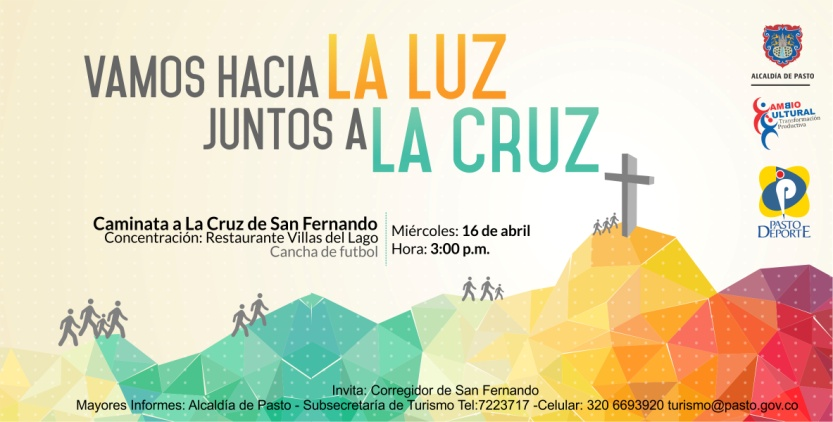 VAMOS HACIA LA LUZ
JUNTOS A LA CRUZ
Caminata a La Cruz de San Fernando
Concentración: Restaurante Villas del Lago
Cancha de futbol
Miércoles: 16 de abril
Hora: 3:00 p.m.
ALCALDÍA DE PASTO
CAMBIO
CULTURAL
Transformación
Productiva
PASTO
DEPORTE
Invita: Corregidor de San Fernando
Mayores Informes: Alcaldía de Pasto - Subsecretaría de Turismo Tel:7223717 -Celular: 320 6693920 turismo@pasto.gov.co